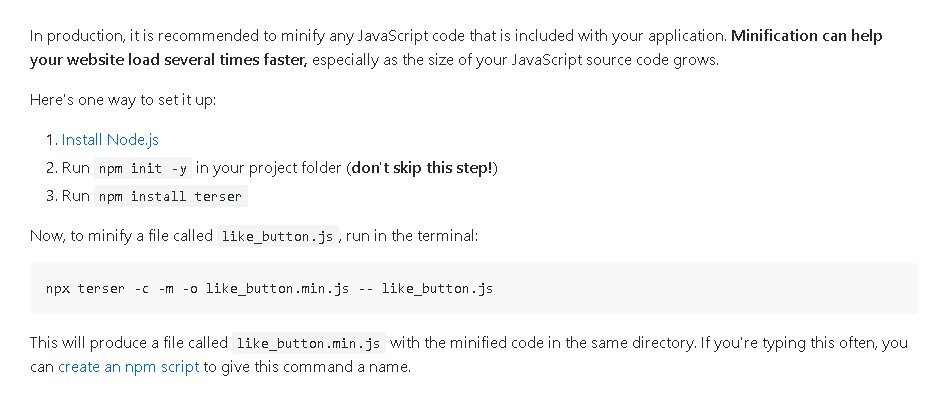 In production, it is recommended to minify any JavaScript code that is included with your application. Minification can help
your website load several times faster, especially as the size of your JavaScript source code grows.
Here's one way to set it up:
1. Install Node.js
2. Run npm init -y in your project folder (don't skip this step!)
3. Run npm install terser
Now, to minify a file called like_button.js, run in the terminal:
npx terser -c -m -o like_button.min.js -- like_button.js
This will produce a file called like_button.min.js with the minified code in the same directory. If you're typing this often, you
can create an npm script to give this command a name.